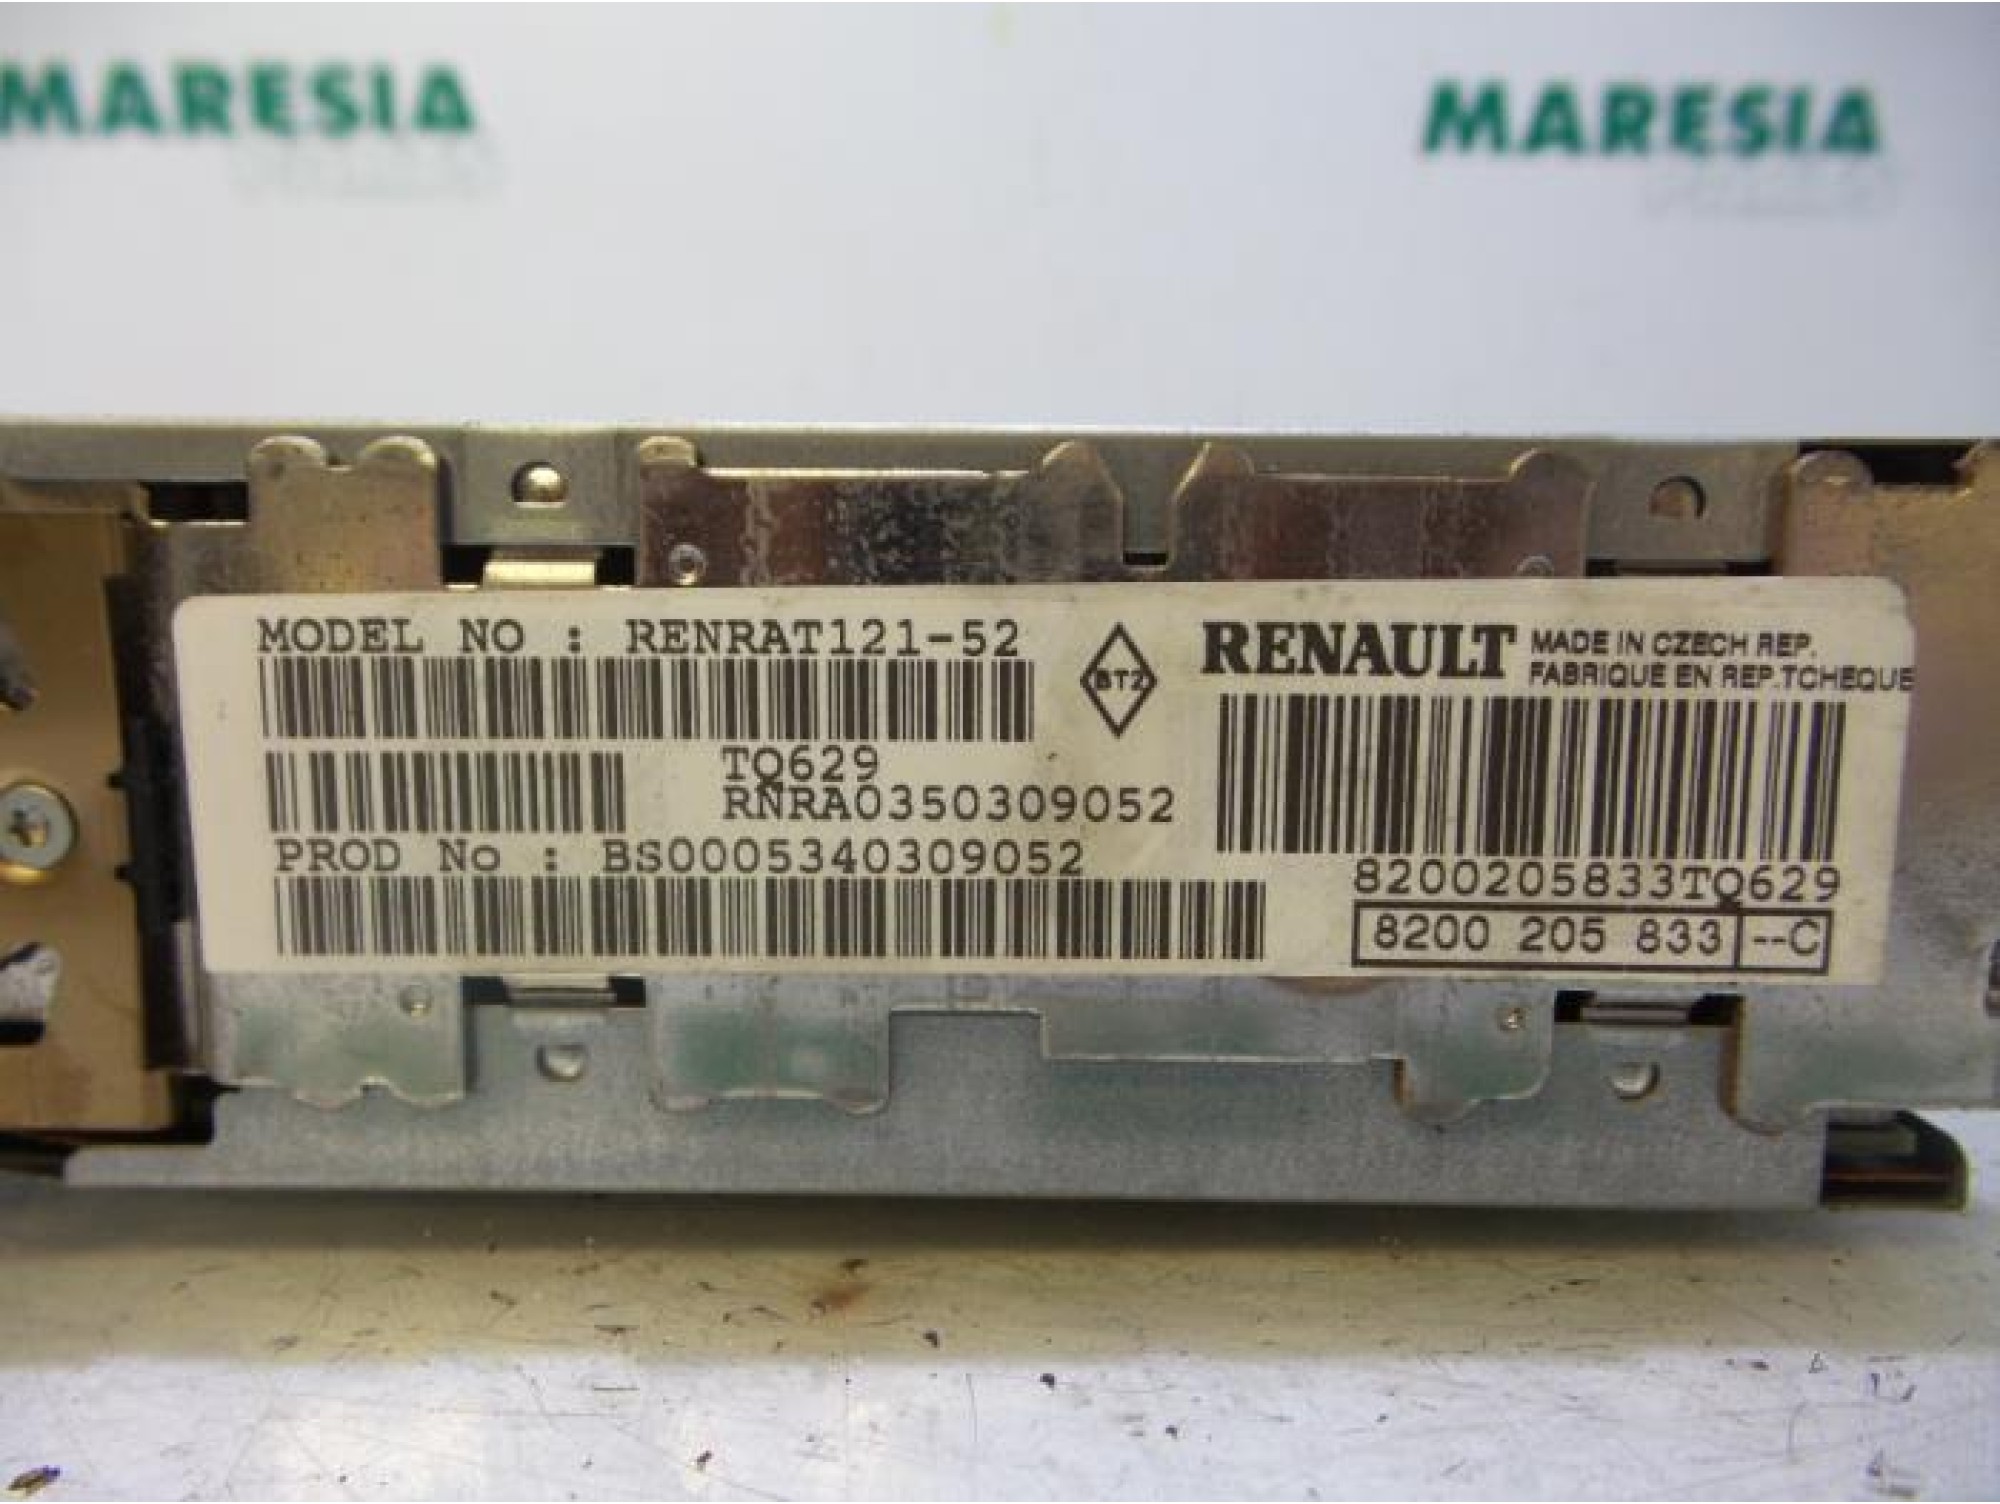 MARESIA
MARESIA
MODEL NO : RENRAT121-52
TQ629
RNRA0350309052
PROD No : BS0005340309052
BTZ
RENAULT
MADE IN CZECH REP.
FABRIQUE EN REP.TCHEQUE
8200205833TQ629
8200 205 833 --C